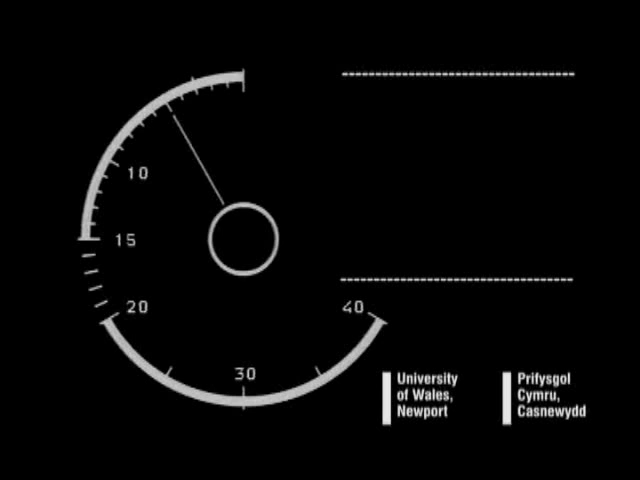 10
15
20
40
30
University
of Wales,
Newport
Prifysgol
Cymru,
Casnewydd